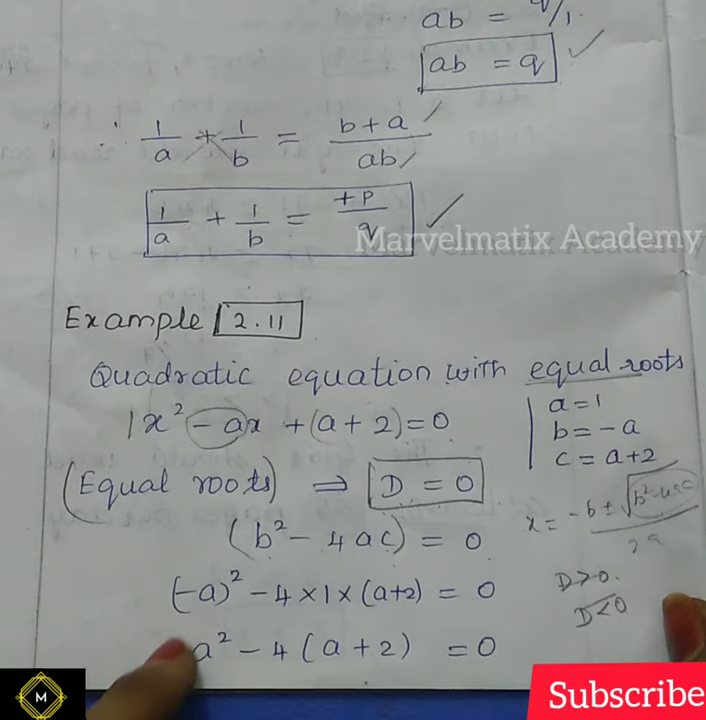 ab = q/1.
ab = q ✓
∴ 1/a + 1/b = b+a/ab
1/a + 1/b = +p/q ✓
Marvelmatix Academy
Example 2.11
Quadratic equation with equal roots
1x² - ax + (a + 2) = 0
a = 1
b = -a
c = a+2
(Equal roots) ⇒ D = 0
(b² - 4ac) = 0
x = -b ± √b²-4ac/2a
(-a)² - 4 × 1 × (a+2) = 0
D>0.
D<0
a² - 4 (a + 2) = 0
M
Subscribe